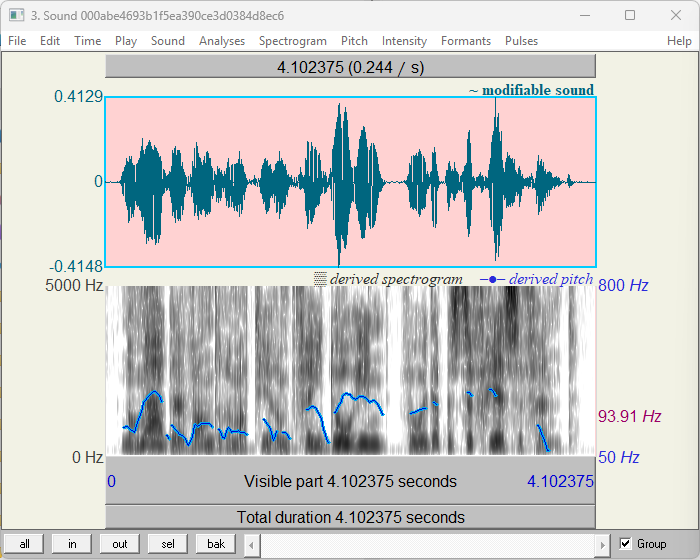 3. Sound 000abe4693b1f5ea390ce3d0384d8ec6
File Edit Time Play Sound Analyses Spectrogram Pitch Intensity Formants Pulses Help
4.102375 (0.244 / s)
~ modifiable sound
0.4129
0
-0.4148
derived spectrogram derived pitch
5000 Hz 800 Hz
93.91 Hz
0 Hz 50 Hz
0 Visible part 4.102375 seconds 4.102375
Total duration 4.102375 seconds
all in out sel bak Group